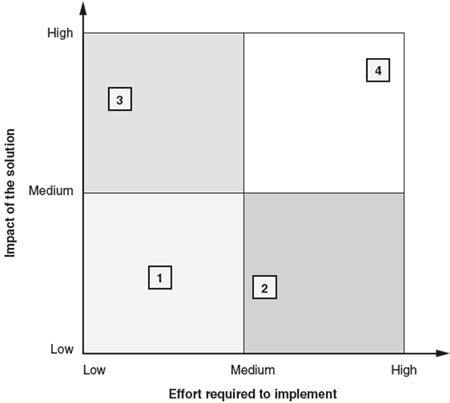 High
4
3
Impact of the solution
Medium
1
2
Low
Low Medium High
Effort required to implement